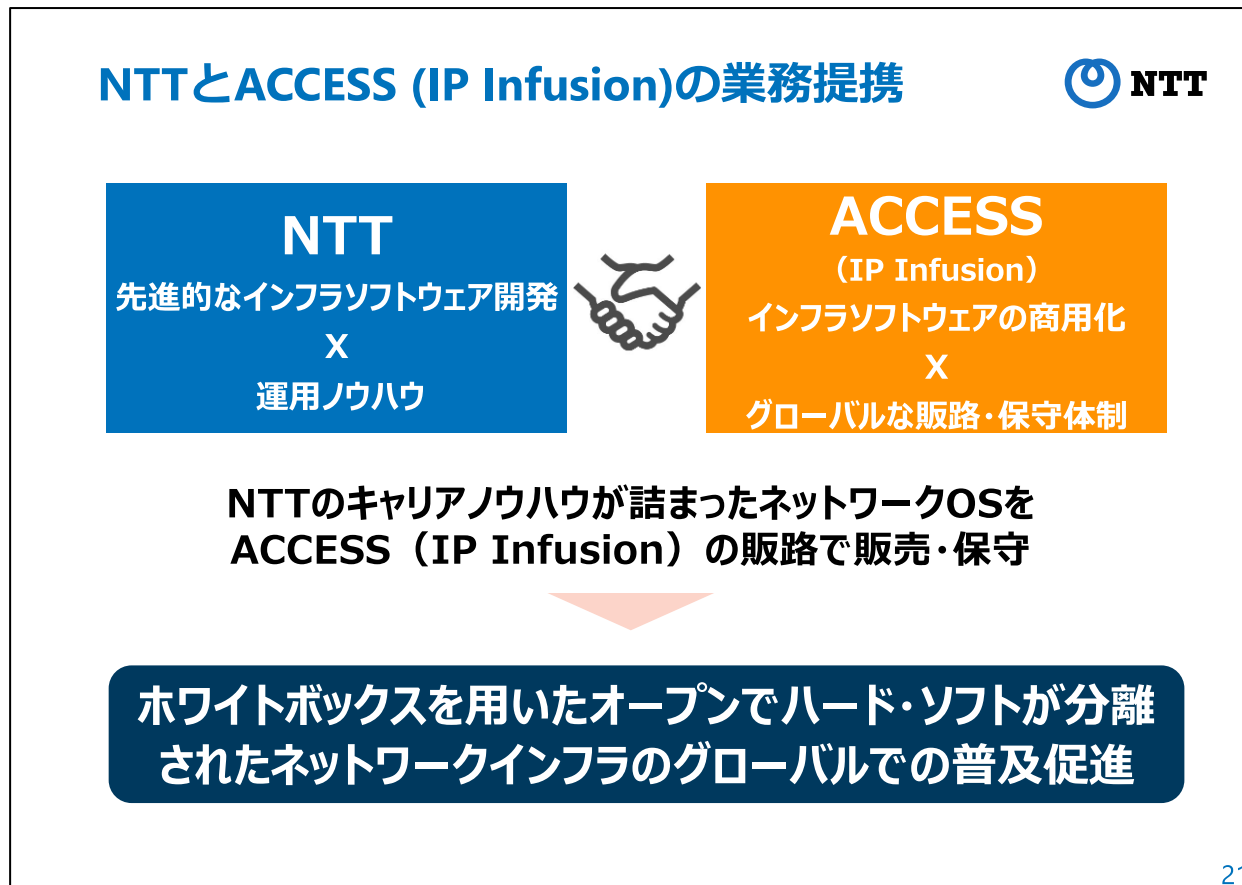 NTTとACCESS (IP Infusion)の業務提携
NTT
NTT
先進的なインフラソフトウェア開発
X
運用ノウハウ
ACCESS
（IP Infusion）
インフラソフトウェアの商用化
X
グローバルな販路・保守体制
NTTのキャリアノウハウが詰まったネットワークOSを
ACCESS（IP Infusion）の販路で販売・保守
ホワイトボックスを用いたオープンでハード・ソフトが分離
されたネットワークインフラのグローバルでの普及促進
21